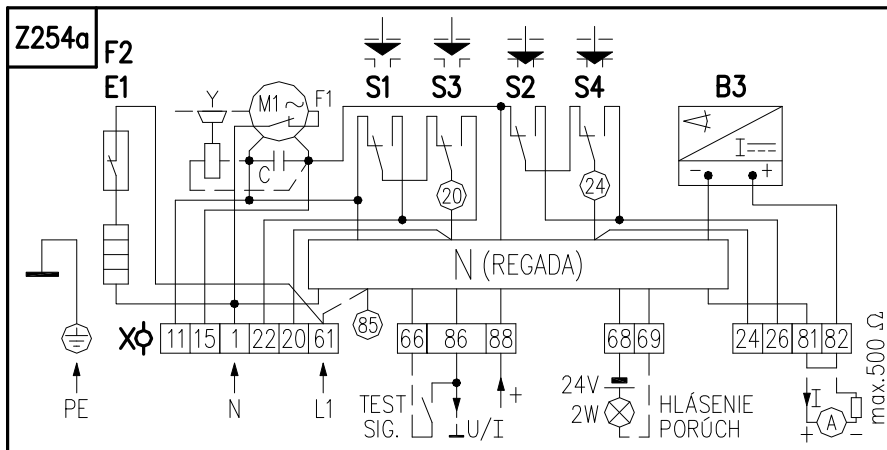 Z254a
F2
E1
Y
M1 ~
F1
C
S1
S3
S2
S4
B3
I
- +
20
24
N (REGADA)
85
X
11 15 1 22 20 61
66 86 88
68 69
24 26 81 82
PE
N
L1
TEST
SIG.
U/I
+
24V
2W
HLÁSENIE
PORÚCH
I
A
+ -
max.500 Ω